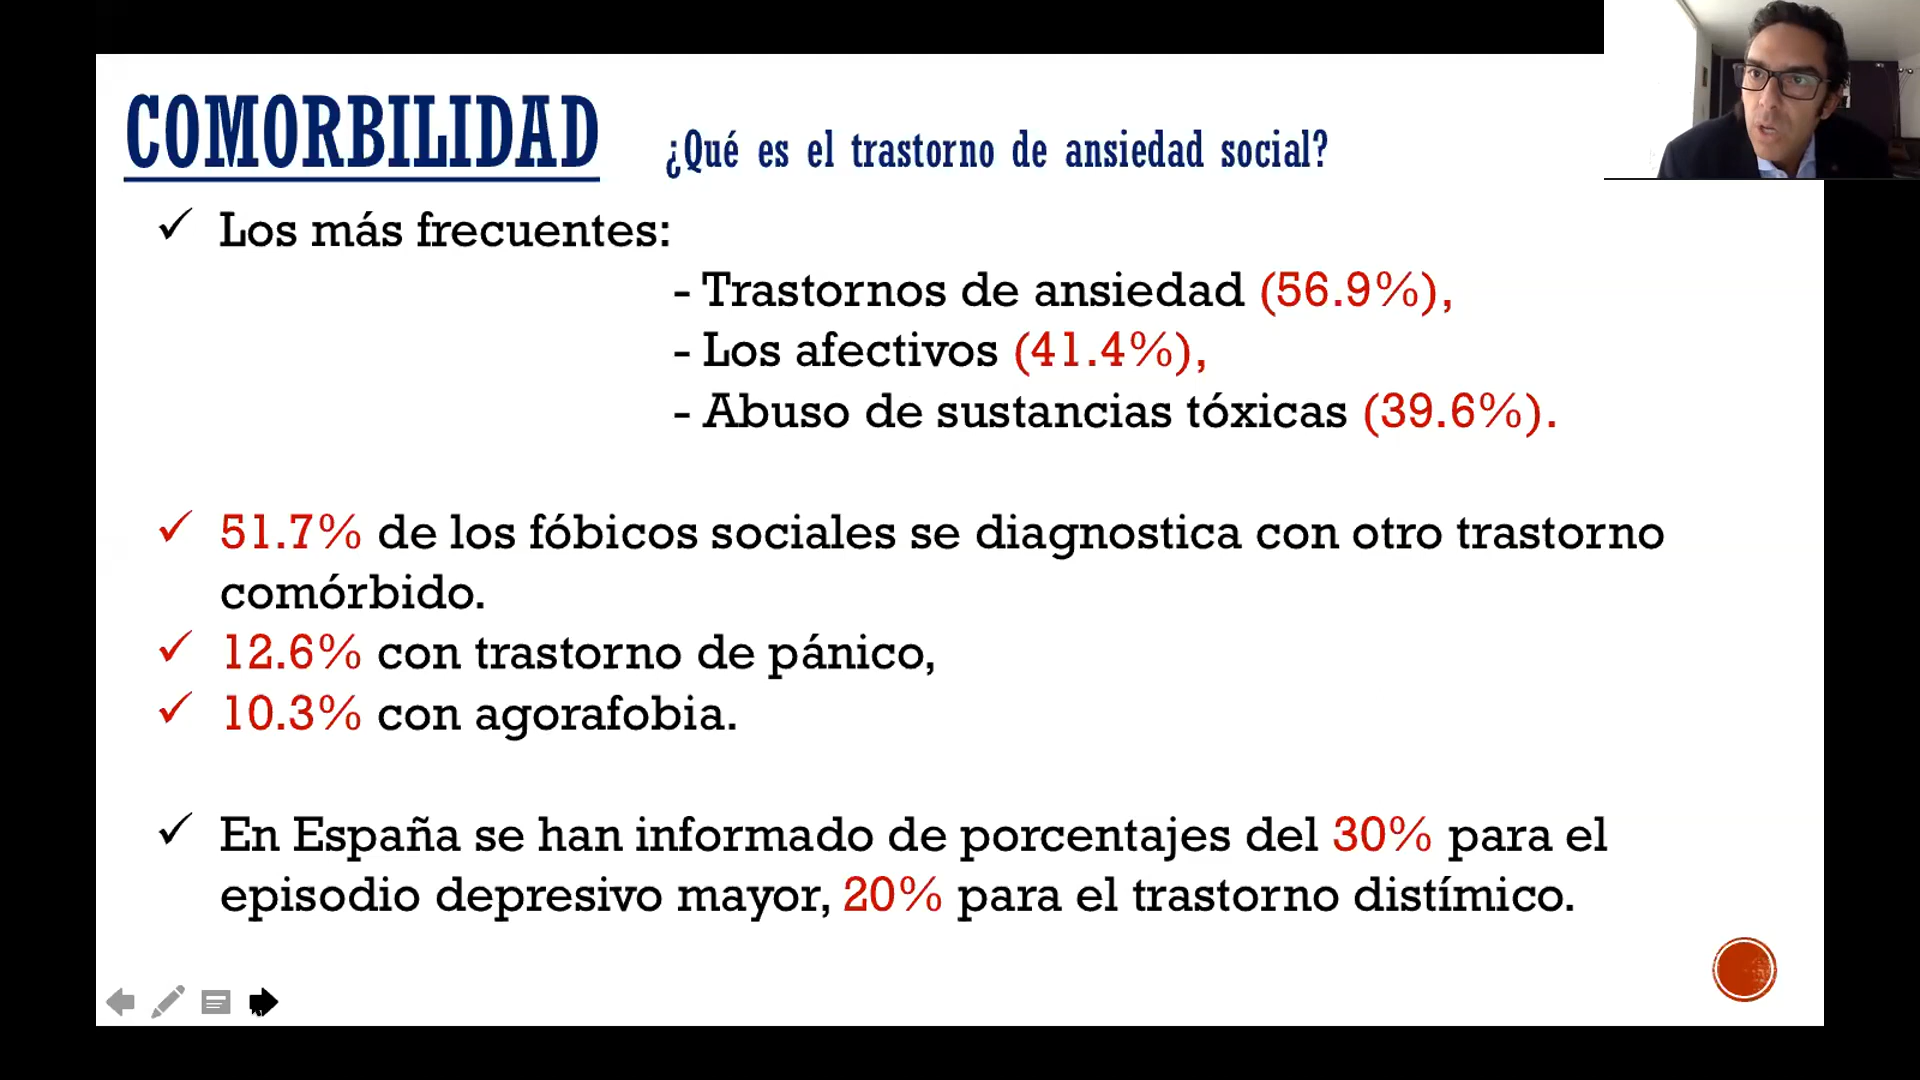 COMORBILIDAD ¿Qué es el trastorno de ansiedad social?
✓ Los más frecuentes:
- Trastornos de ansiedad (56.9%),
- Los afectivos (41.4%),
- Abuso de sustancias tóxicas (39.6%).
✓ 51.7% de los fóbicos sociales se diagnostica con otro trastorno
comórbido.
✓ 12.6% con trastorno de pánico,
✓ 10.3% con agorafobia.
✓ En España se han informado de porcentajes del 30% para el
episodio depresivo mayor, 20% para el trastorno distímico.